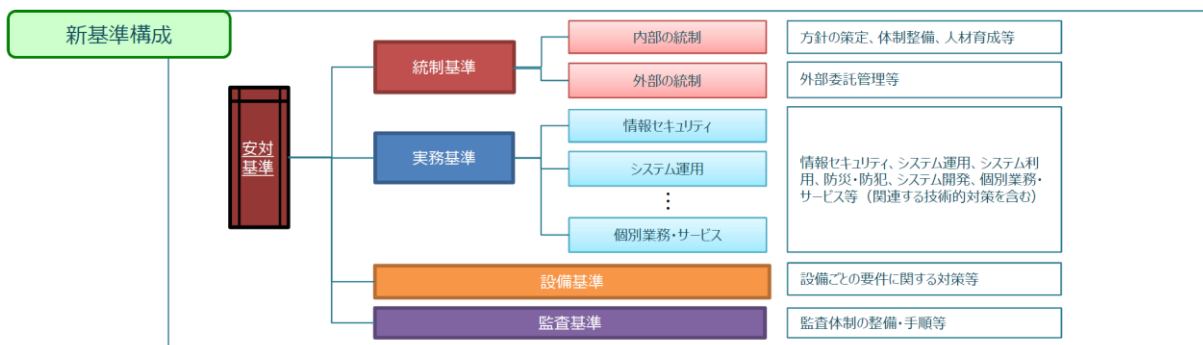 新基準構成
内部の統制
方針の策定、体制整備、人材育成等
統制基準
外部の統制
外部委託管理等
安対
基準
情報セキュリティ
実務基準
システム運用
⋮
個別業務・サービス
情報セキュリティ、システム運用、システム利
用、防災・防犯、システム開発、個別業務・
サービス等（関連する技術的対策を含む）
設備基準
設備ごとの要件に関する対策等
監査基準
監査体制の整備・手順等